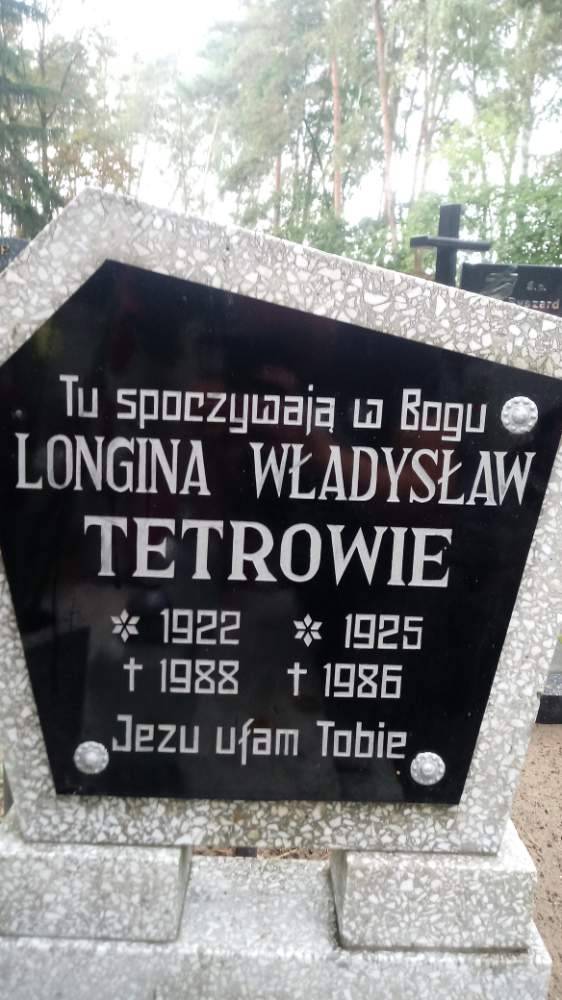 Tu spoczywają w Bogu
LONGINA WŁADYSŁAW
TETROWIE
* 1922 * 1925
† 1988 † 1986
Jezu ufam Tobie
Ś.P.